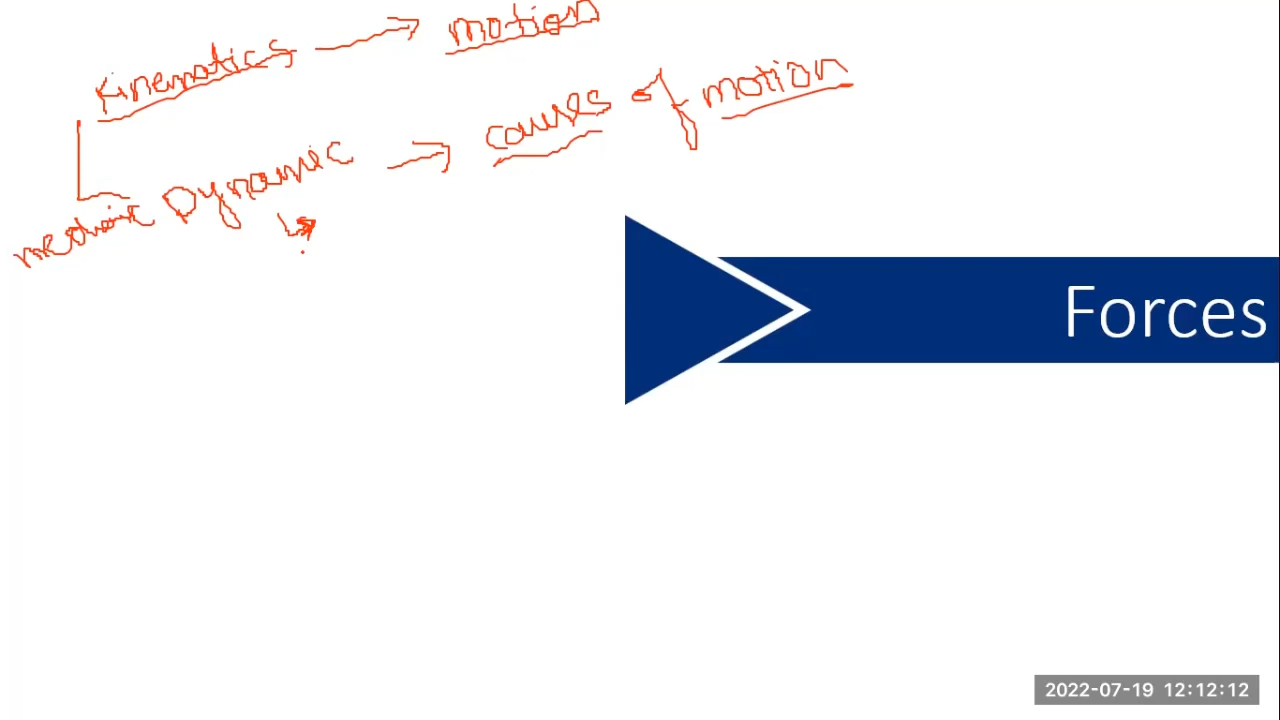 Kinematics → motion
Dynamic → causes of motion
Forces
2022-07-19 12:12:12